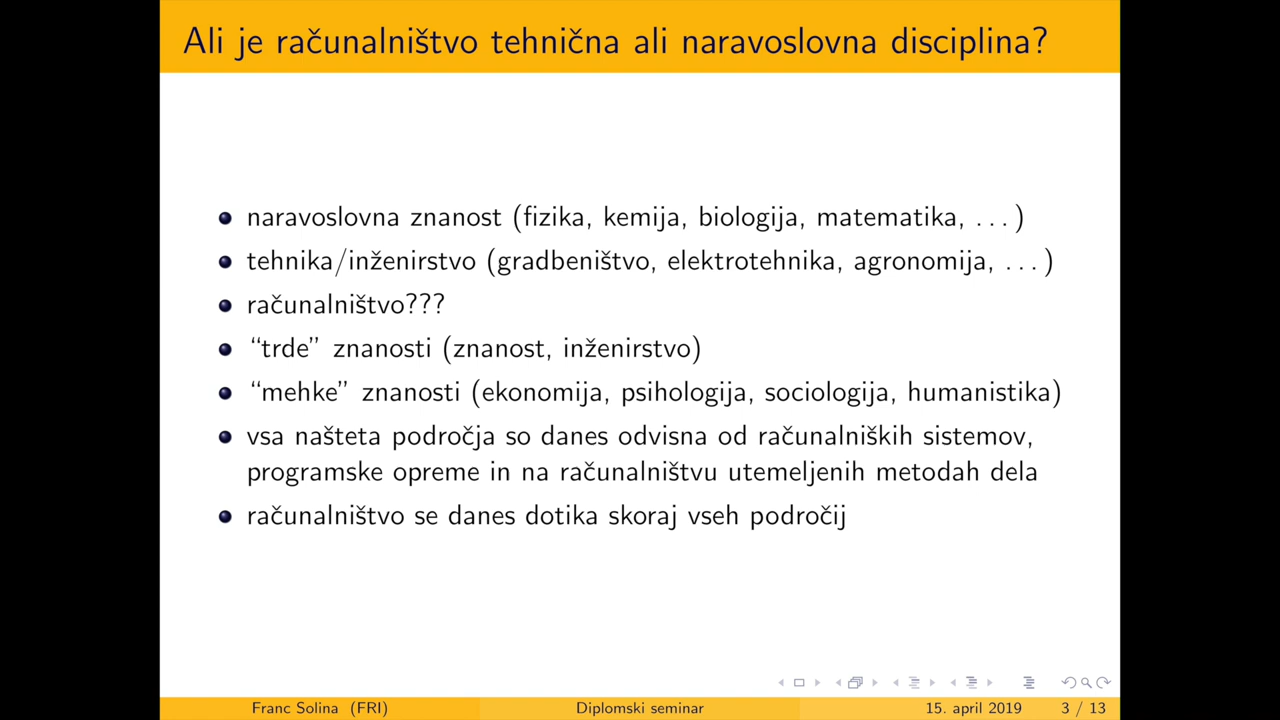 Ali je računalništvo tehnična ali naravoslovna disciplina?
naravoslovna znanost (fizika, kemija, biologija, matematika, . . . )
tehnika/inženirstvo (gradbeništvo, elektrotehnika, agronomija, . . . )
računalništvo???
“trde” znanosti (znanost, inženirstvo)
“mehke” znanosti (ekonomija, psihologija, sociologija, humanistika)
vsa našteta področja so danes odvisna od računalniških sistemov,
programske opreme in na računalništvu utemeljenih metodah dela
računalništvo se danes dotika skoraj vseh področij
Franc Solina (FRI) Diplomski seminar 15. april 2019 3 / 13